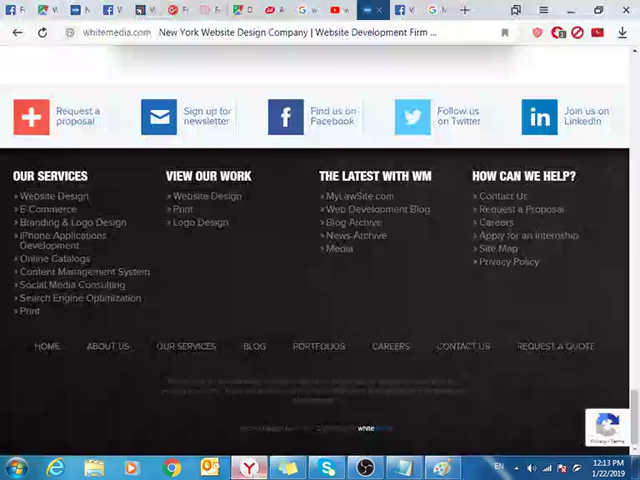 whitemedia.com New York Website Design Company | Website Development Firm ...
Request a proposal
Sign up for newsletter
Find us on Facebook
Follow us on Twitter
Join us on LinkedIn
OUR SERVICES
» Website Design
» E-Commerce
» Branding & Logo Design
» iPhone Applications
Development
» Online Catalogs
» Content Management System
» Social Media Consulting
» Search Engine Optimization
» Print
VIEW OUR WORK
» Website Design
» Print
» Logo Design
THE LATEST WITH WM
» MyLawSite.com
» Web Development Blog
» Blog Archive
» News Archive
» Media
HOW CAN WE HELP?
» Contact Us
» Request a Proposal
» Careers
» Apply for an Internship
» Site Map
» Privacy Policy
HOME ABOUT US OUR SERVICES BLOG PORTFOLIOS CAREERS CONTACT US REQUEST A QUOTE
white
Privacy - Terms
EN
12:13 PM
1/22/2019